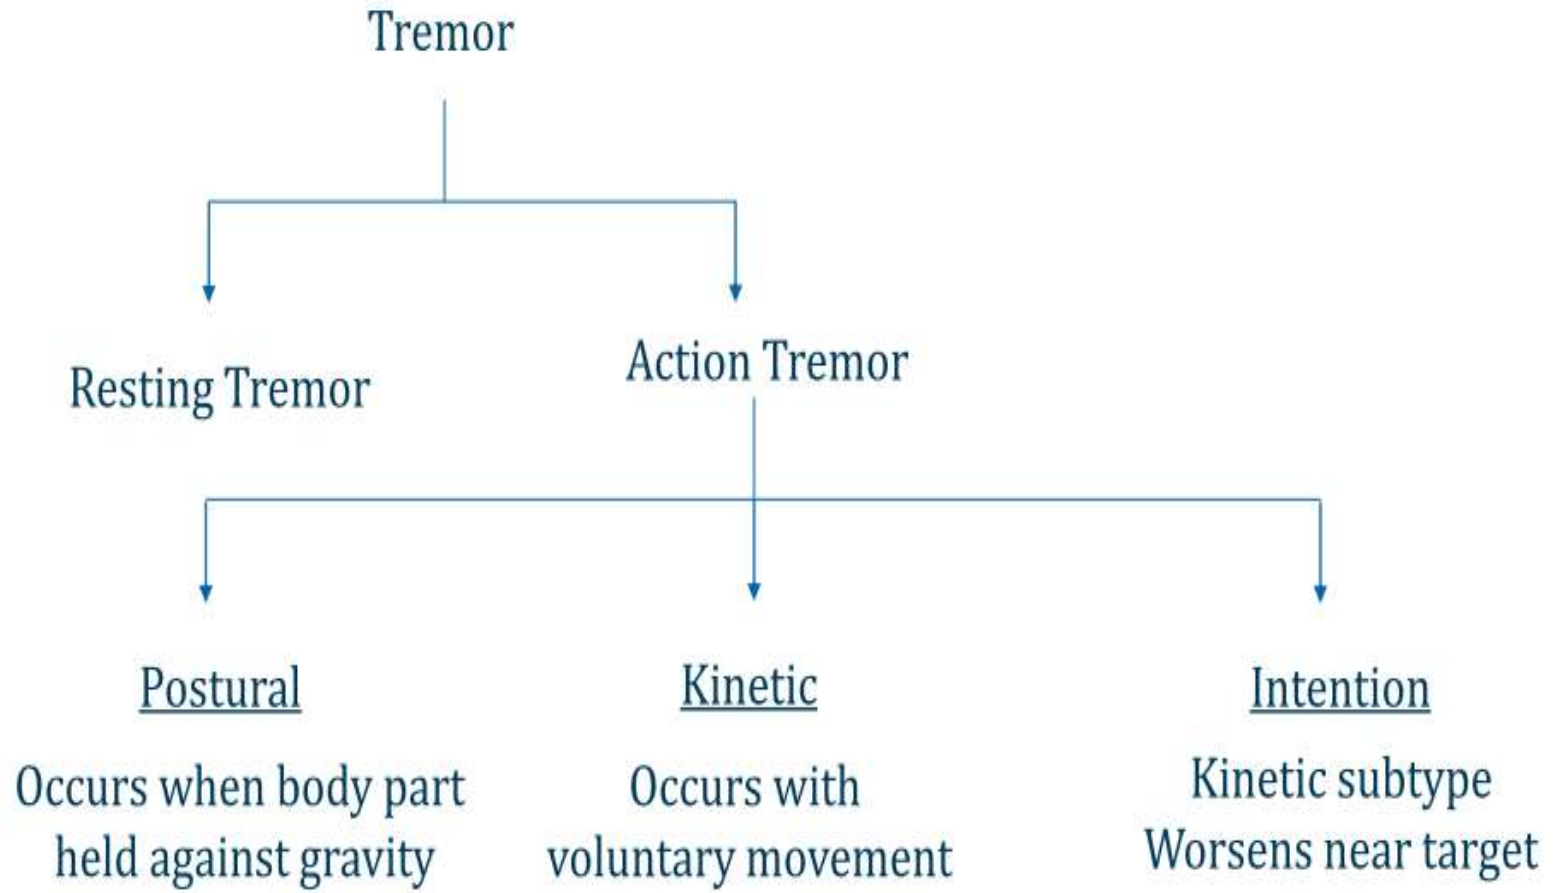 Tremor
Resting Tremor
Action Tremor
Postural
Occurs when body part
held against gravity
Kinetic
Occurs with
voluntary movement
Intention
Kinetic subtype
Worsens near target